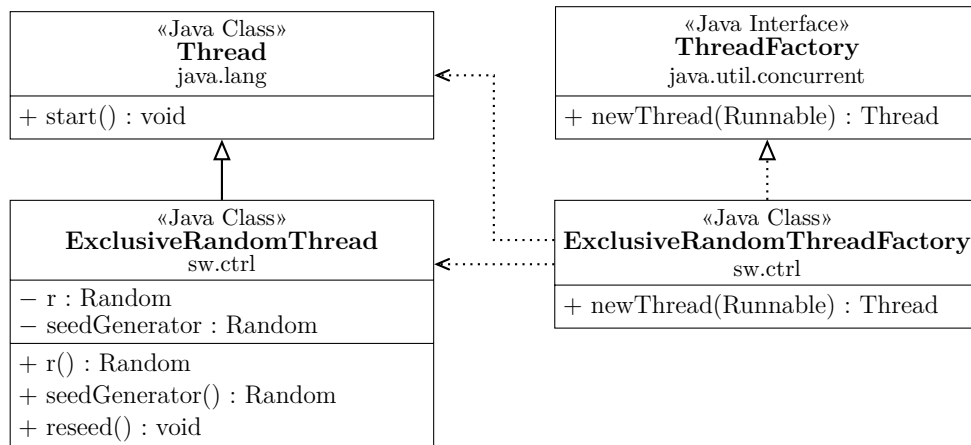 «Java Class»
Thread
java.lang
+ start() : void
«Java Interface»
ThreadFactory
java.util.concurrent
+ newThread(Runnable) : Thread
«Java Class»
ExclusiveRandomThread
sw.ctrl
− r : Random
− seedGenerator : Random
+ r() : Random
+ seedGenerator() : Random
+ reseed() : void
«Java Class»
ExclusiveRandomThreadFactory
sw.ctrl
+ newThread(Runnable) : Thread